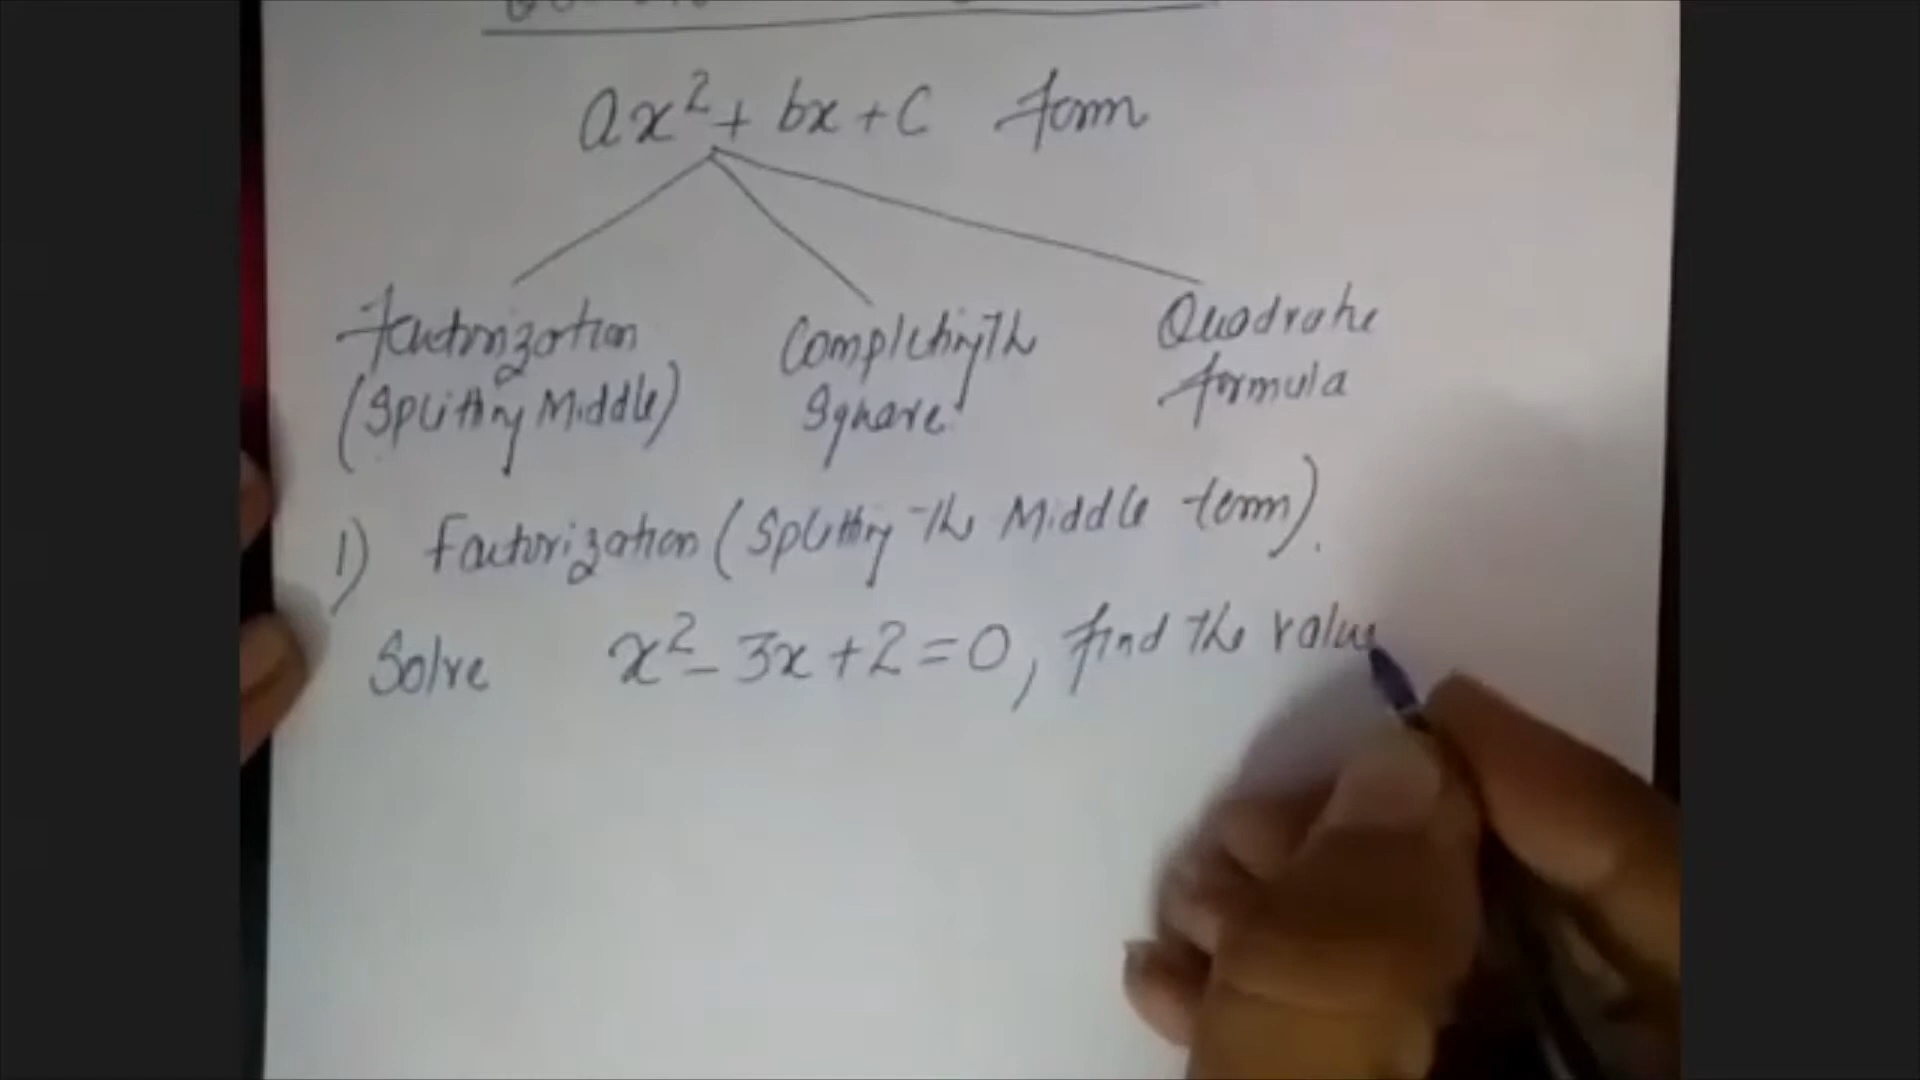 ax² + bx + c form
Factorization Completing the Quadratic
(Splitting Middle) Square formula
1) Factorization (Splitting the Middle term).
Solve x² - 3x + 2 = 0, find the value